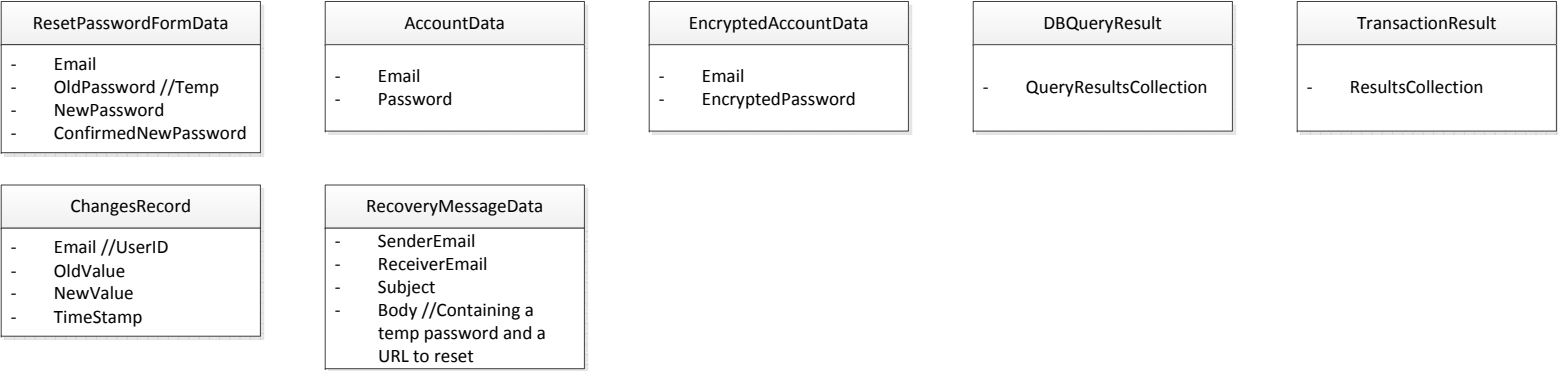 ResetPasswordFormData
- Email
- OldPassword //Temp
- NewPassword
- ConfirmedNewPassword
AccountData
- Email
- Password
EncryptedAccountData
- Email
- EncryptedPassword
DBQueryResult
- QueryResultsCollection
TransactionResult
- ResultsCollection
ChangesRecord
- Email //UserID
- OldValue
- NewValue
- TimeStamp
RecoveryMessageData
- SenderEmail
- ReceiverEmail
- Subject
- Body //Containing a
temp password and a
URL to reset